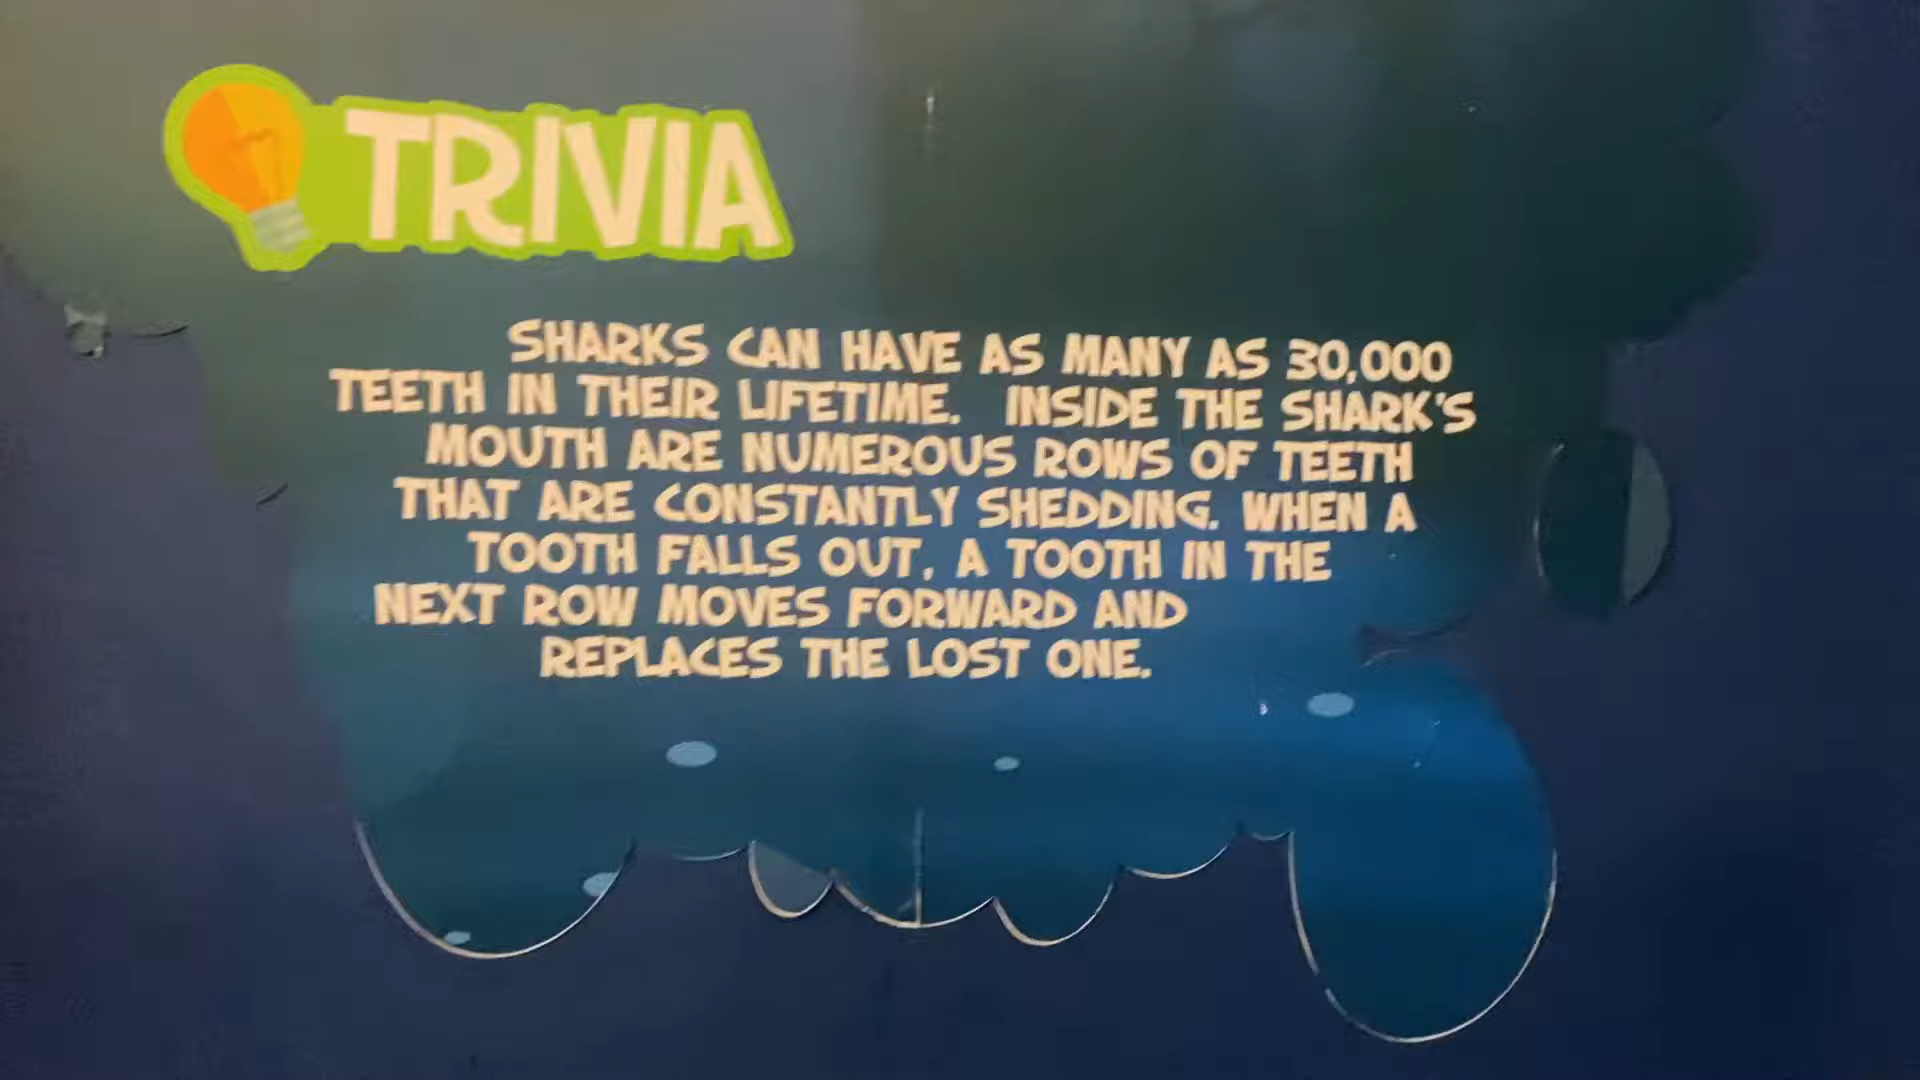 TRIVIA
SHARKS CAN HAVE AS MANY AS 30,000
TEETH IN THEIR LIFETIME. INSIDE THE SHARK'S
MOUTH ARE NUMEROUS ROWS OF TEETH
THAT ARE CONSTANTLY SHEDDING. WHEN A
TOOTH FALLS OUT, A TOOTH IN THE
NEXT ROW MOVES FORWARD AND
REPLACES THE LOST ONE.